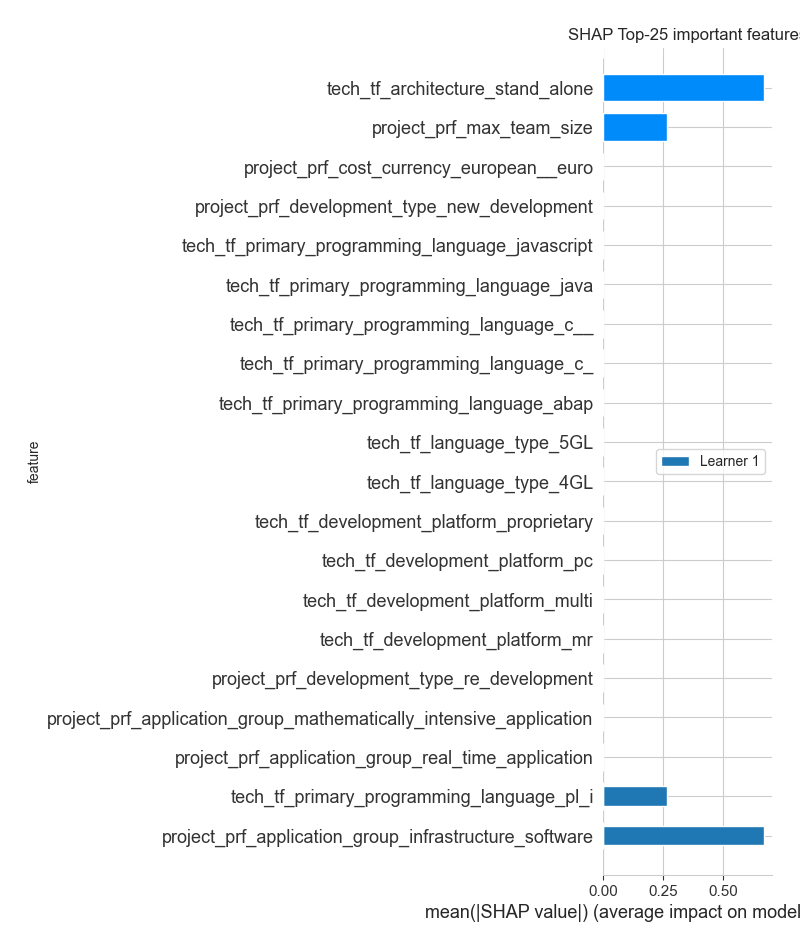 SHAP Top-25 important features
tech_tf_architecture_stand_alone
project_prf_max_team_size
project_prf_cost_currency_european__euro
project_prf_development_type_new_development
tech_tf_primary_programming_language_javascript
tech_tf_primary_programming_language_java
tech_tf_primary_programming_language_c__
tech_tf_primary_programming_language_c_
tech_tf_primary_programming_language_abap
tech_tf_language_type_5GL
feature
Learner 1
tech_tf_language_type_4GL
tech_tf_development_platform_proprietary
tech_tf_development_platform_pc
tech_tf_development_platform_multi
tech_tf_development_platform_mr
project_prf_development_type_re_development
project_prf_application_group_mathematically_intensive_application
project_prf_application_group_real_time_application
tech_tf_primary_programming_language_pl_i
project_prf_application_group_infrastructure_software
0.00 0.25 0.50
mean(|SHAP value|) (average impact on model